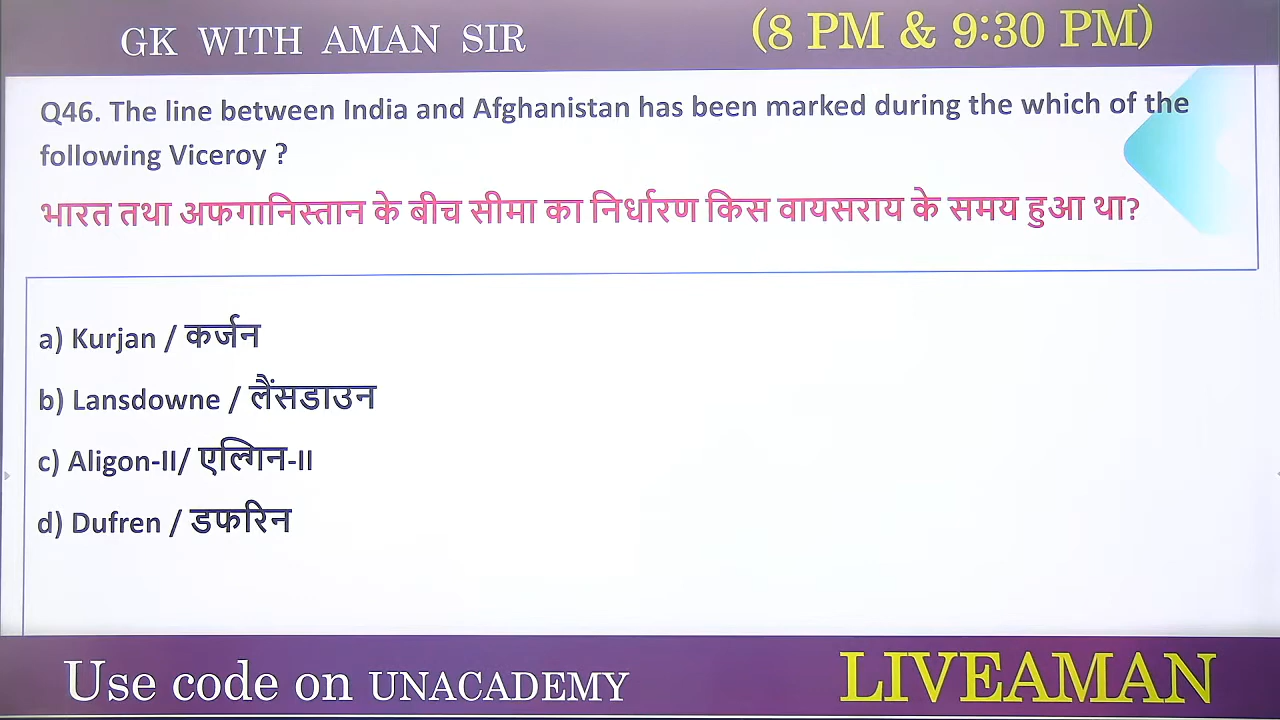 GK WITH AMAN SIR
(8 PM & 9:30 PM)
Q46. The line between India and Afghanistan has been marked during the which of the
following Viceroy ?
भारत तथा अफगानिस्तान के बीच सीमा का निर्धारण किस वायसराय के समय हुआ था?
a) Kurjan / कर्जन
b) Lansdowne / लैंसडाउन
c) Aligon-II/ एल्गिन-II
d) Dufren / डफरिन
Use code on UNACADEMY
LIVEAMAN